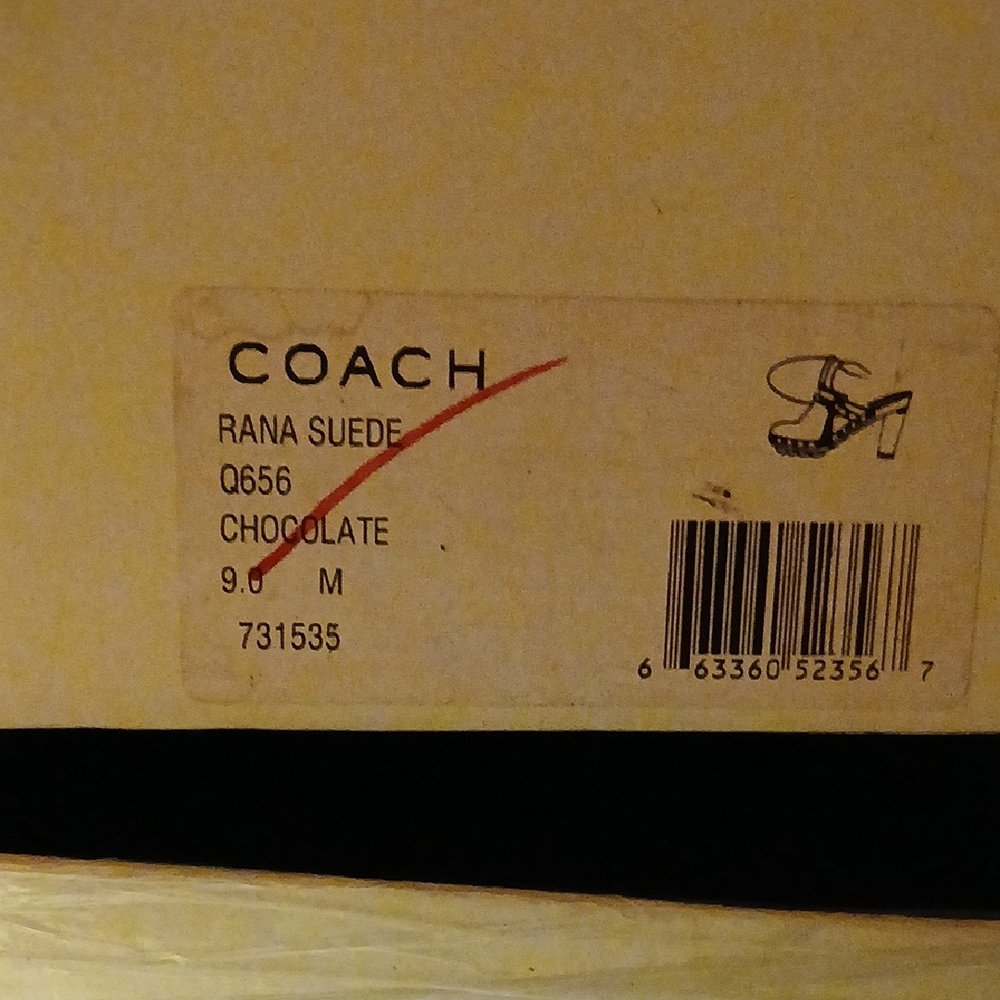 COACH
RANA SUEDE
Q656
CHOCOLATE
9.0 M
731535
6 63360 52356 7